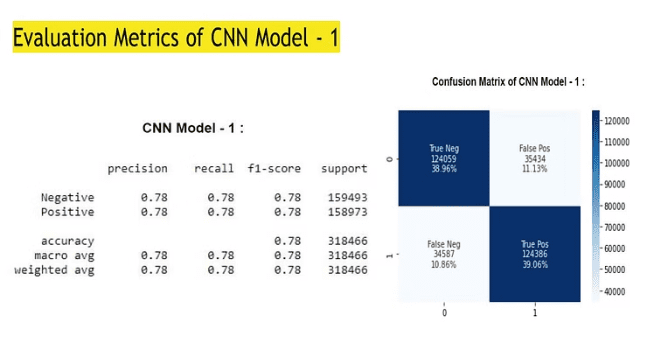 Evaluation Metrics of CNN Model - 1
CNN Model - 1 :
precision recall f1-score support
Negative 0.78 0.78 0.78 159493
Positive 0.78 0.78 0.78 158973
accuracy 0.78 318466
macro avg 0.78 0.78 0.78 318466
weighted avg 0.78 0.78 0.78 318466
Confusion Matrix of CNN Model - 1 :
0
True Neg
124059
38.96%
False Pos
35434
11.13%
1
False Neg
34587
10.86%
True Pos
124386
39.06%
0 1
120000
110000
100000
90000
80000
70000
60000
50000
40000